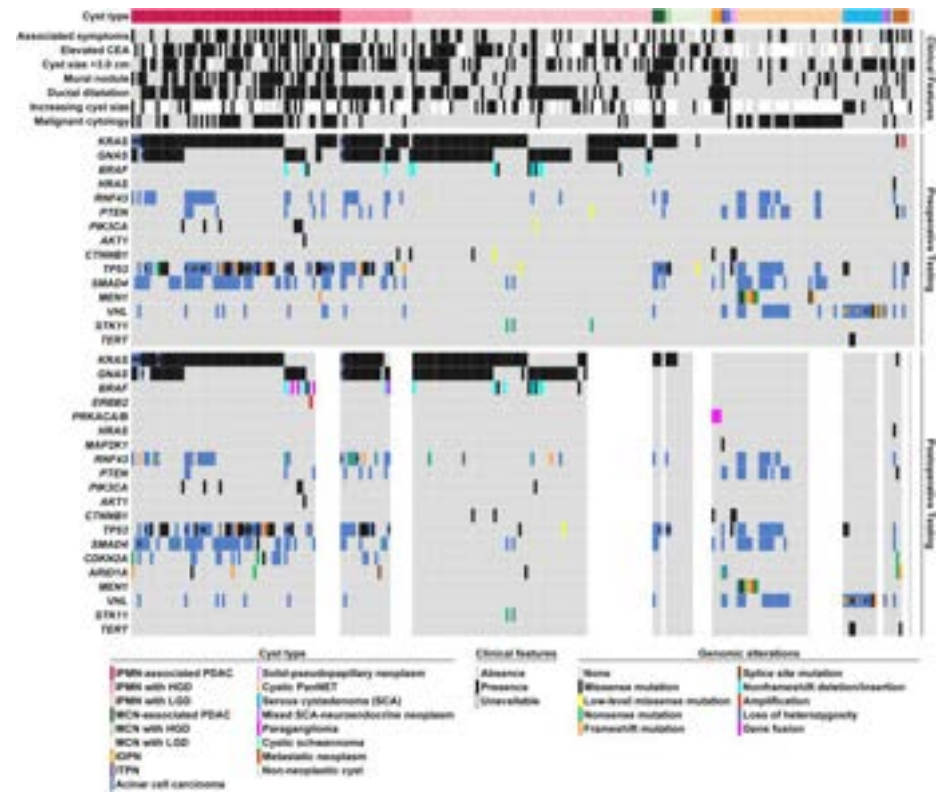 Cyst type
Associated symptoms
Elevated CEA
Cyst size >3.0 cm
Mural nodule
Ductal dilatation
Increasing cyst size
Malignant cytology
Clinical Features
KRAS
GNAS
BRAF
HRAS
RNF43
PTEN
PIK3CA
AKT1
CTNNB1
TP53
SMAD4
MEN1
VHL
STK11
TERT
Preoperative Testing
KRAS
GNAS
BRAF
ERBB2
PRKACA/B
HRAS
MAP2K1
RNF43
PTEN
PIK3CA
AKT1
CTNNB1
TP53
SMAD4
CDKN2A
ARID1A
MEN1
VHL
STK11
TERT
Postoperative Testing
Cyst type
IPMN-associated PDAC
IPMN with HGD
IPMN with LGD
MCN-associated PDAC
MCN with HGD
MCN with LGD
IOPN
ITPN
Acinar cell carcinoma
Solid-pseudopapillary neoplasm
Cystic PanNET
Serous cystadenoma (SCA)
Mixed SCA-neuroendocrine neoplasm
Paraganglioma
Cystic schwannoma
Metastatic neoplasm
Non-neoplastic cyst
Clinical features
Absence
Presence
Unavailable
Genomic alterations
None
Missense mutation
Low-level missense mutation
Nonsense mutation
Frameshift mutation
Splice site mutation
Nonframeshift deletion/insertion
Amplification
Loss of heterozygosity
Gene fusion